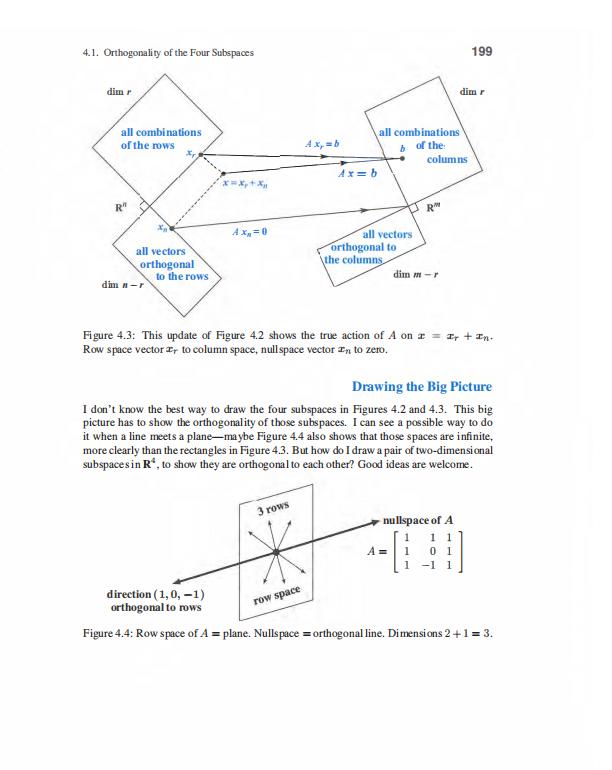 4.1. Orthogonality of the Four Subspaces 199
dim r
dim r
all combinations
of the rows
x_r
A x_r = b
all combinations
b of the
columns
x = x_r + x_n
A x = b
R^n
R^m
x_n
A x_n = 0
all vectors
orthogonal
to the rows
all vectors
orthogonal to
the columns
dim n − r
dim m − r
Figure 4.3: This update of Figure 4.2 shows the true action of A on x = x_r + x_n.
Row space vector x_r to column space, nullspace vector x_n to zero.
Drawing the Big Picture
I don't know the best way to draw the four subspaces in Figures 4.2 and 4.3. This big
picture has to show the orthogonality of those subspaces. I can see a possible way to do
it when a line meets a plane—maybe Figure 4.4 also shows that those spaces are infinite,
more clearly than the rectangles in Figure 4.3. But how do I draw a pair of two-dimensional
subspaces in R^4, to show they are orthogonal to each other? Good ideas are welcome.
3 rows
nullspace of A
A = [ 1 1 1
1 0 1
1 −1 1 ]
direction (1, 0, −1)
orthogonal to rows
row space
Figure 4.4: Row space of A = plane. Nullspace = orthogonal line. Dimensions 2 + 1 = 3.